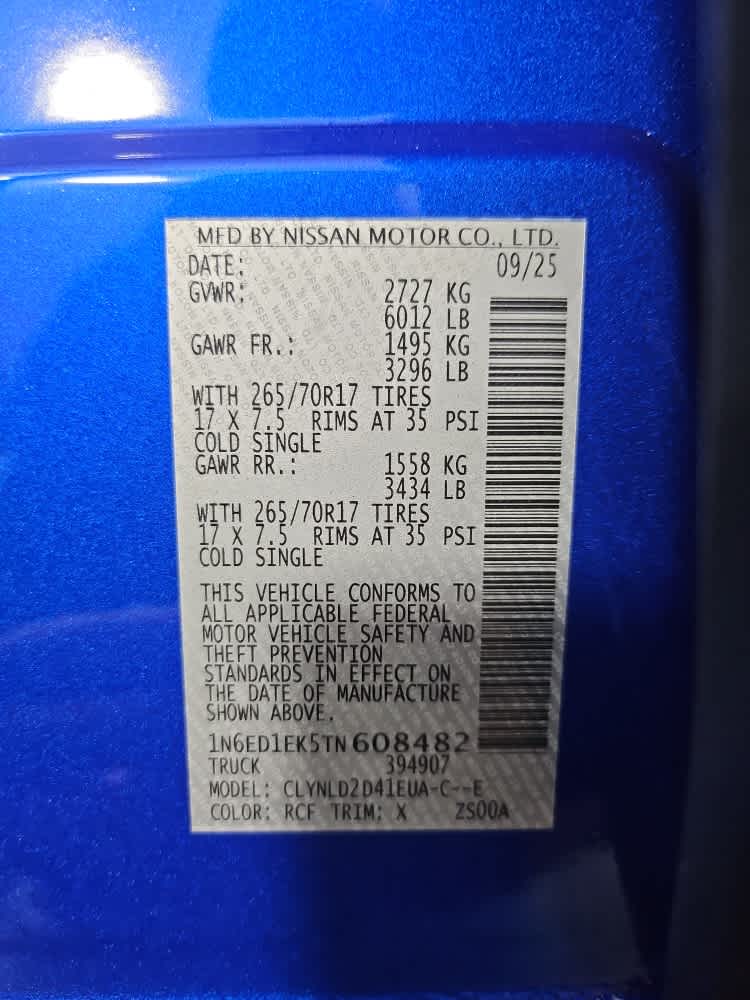 MFD BY NISSAN MOTOR CO., LTD.
DATE: 09/25
GVWR: 2727 KG
6012 LB
GAWR FR.: 1495 KG
3296 LB
WITH 265/70R17 TIRES
17 X 7.5 RIMS AT 35 PSI
COLD SINGLE
GAWR RR.: 1558 KG
3434 LB
WITH 265/70R17 TIRES
17 X 7.5 RIMS AT 35 PSI
COLD SINGLE
THIS VEHICLE CONFORMS TO
ALL APPLICABLE FEDERAL
MOTOR VEHICLE SAFETY AND
THEFT PREVENTION
STANDARDS IN EFFECT ON
THE DATE OF MANUFACTURE
SHOWN ABOVE.
1N6ED1EK5TN608482
TRUCK 394907
MODEL: CLYNLD2D41EUA-C--E
COLOR: RCF TRIM: X ZS00A